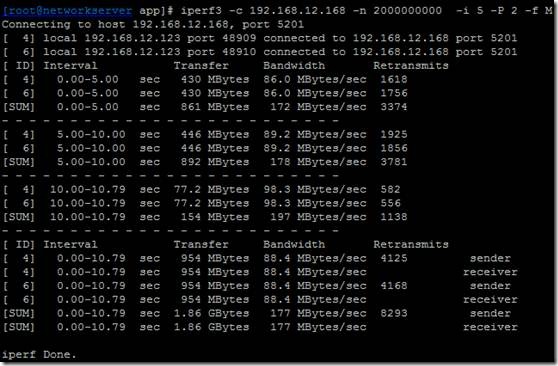 [root@networkserver app]# iperf3 -c 192.168.12.168 -n 2000000000  -i 5 -P 2 -f M
Connecting to host 192.168.12.168, port 5201
[  4] local 192.168.12.123 port 48909 connected to 192.168.12.168 port 5201
[  6] local 192.168.12.123 port 48910 connected to 192.168.12.168 port 5201
[ ID] Interval           Transfer     Bandwidth       Retransmits
[  4]   0.00-5.00   sec   430 MBytes  86.0 MBytes/sec  1618
[  6]   0.00-5.00   sec   430 MBytes  86.0 MBytes/sec  1756
[SUM]   0.00-5.00   sec   861 MBytes   172 MBytes/sec  3374
- - - - - - - - - - - - - - - - - - - - - - - - -
[  4]   5.00-10.00  sec   446 MBytes  89.2 MBytes/sec  1925
[  6]   5.00-10.00  sec   446 MBytes  89.2 MBytes/sec  1856
[SUM]   5.00-10.00  sec   892 MBytes   178 MBytes/sec  3781
- - - - - - - - - - - - - - - - - - - - - - - - -
[  4]  10.00-10.79  sec  77.2 MBytes  98.3 MBytes/sec  582
[  6]  10.00-10.79  sec  77.2 MBytes  98.3 MBytes/sec  556
[SUM]  10.00-10.79  sec   154 MBytes   197 MBytes/sec  1138
- - - - - - - - - - - - - - - - - - - - - - - - -
[ ID] Interval           Transfer     Bandwidth       Retransmits
[  4]   0.00-10.79  sec   954 MBytes  88.4 MBytes/sec  4125             sender
[  4]   0.00-10.79  sec   954 MBytes  88.4 MBytes/sec                  receiver
[  6]   0.00-10.79  sec   954 MBytes  88.4 MBytes/sec  4168             sender
[  6]   0.00-10.79  sec   954 MBytes  88.4 MBytes/sec                  receiver
[SUM]   0.00-10.79  sec  1.86 GBytes   177 MBytes/sec  8293             sender
[SUM]   0.00-10.79  sec  1.86 GBytes   177 MBytes/sec                  receiver
iperf Done.